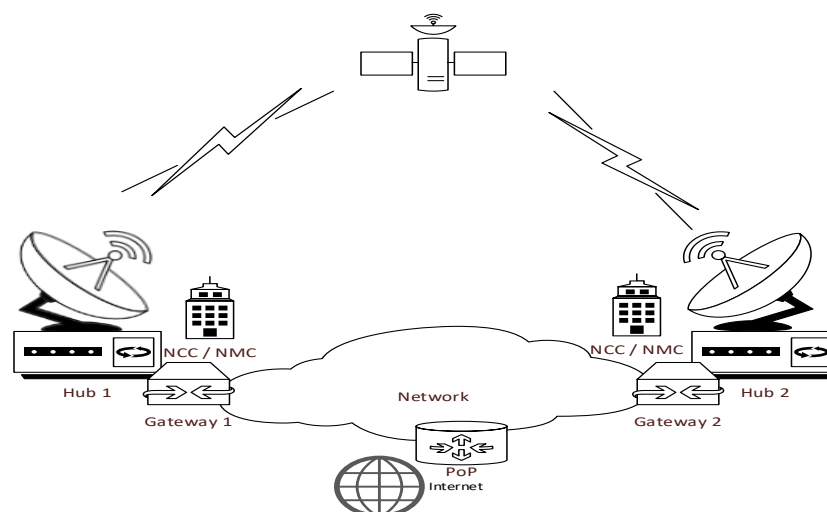 NCC / NMC
NCC / NMC
Hub 1
Network
Hub 2
Gateway 1
Gateway 2
PoP
Internet